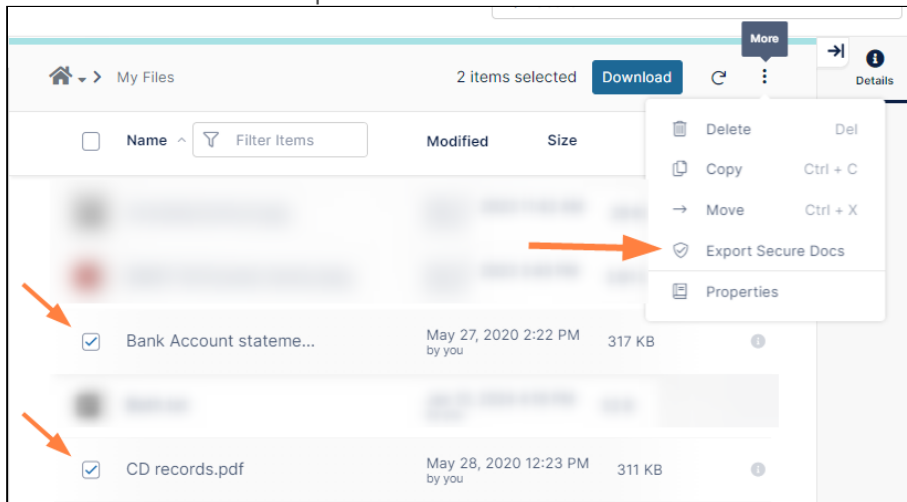 More
My Files
2 items selected
Download
Details
Name
Filter Items
Modified
Size
Delete Del
Copy Ctrl + C
Move Ctrl + X
Export Secure Docs
Properties
Bank Account stateme...
May 27, 2020 2:22 PM
by you
317 KB
CD records.pdf
May 28, 2020 12:23 PM
by you
311 KB